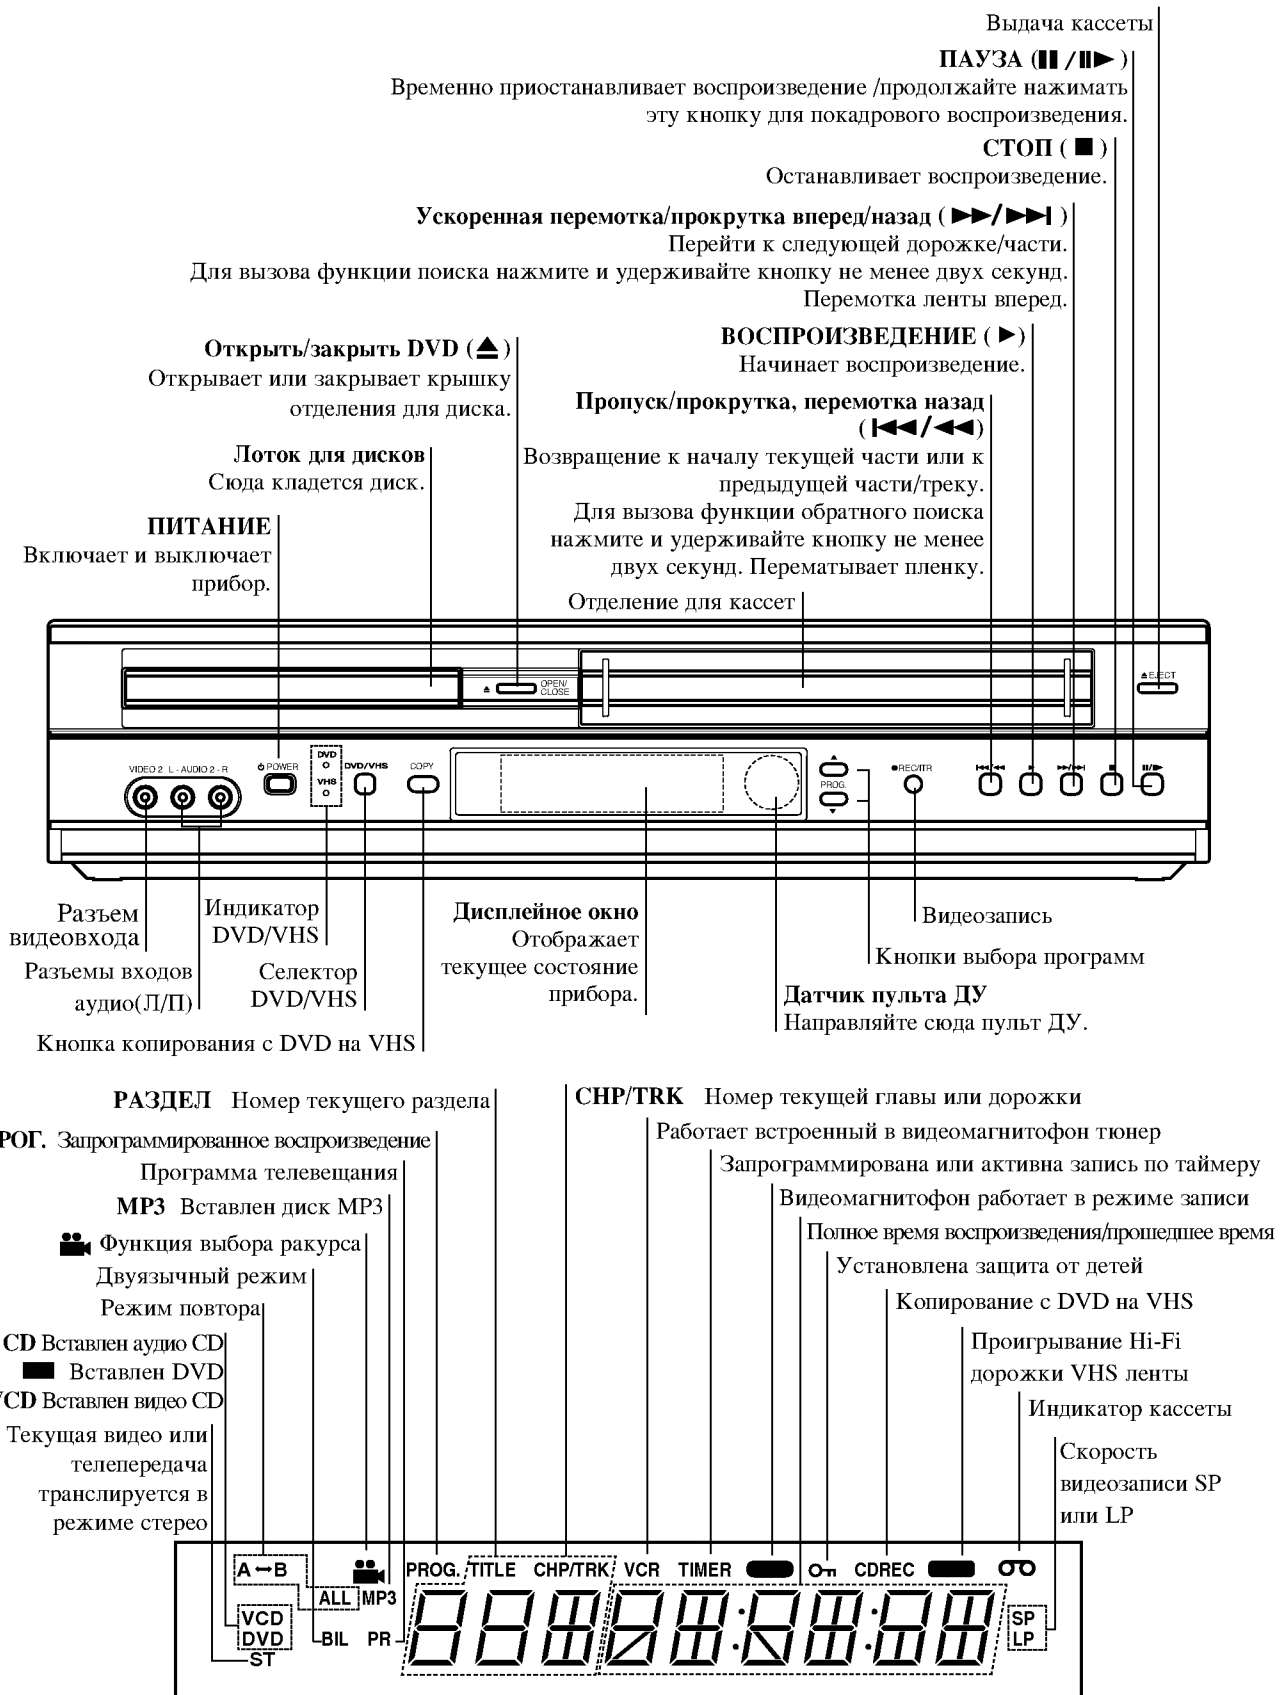 Выдача кассеты
ПАУЗА (▮▮ / ▮▮▶ )
Временно приостанавливает воспроизведение /продолжайте нажимать
эту кнопку для покадрового воспроизведения.
СТОП ( ■ )
Останавливает воспроизведение.
Ускоренная перемотка/прокрутка вперед/назад ( ▶▶/▶▶I )
Перейти к следующей дорожке/части.
Для вызова функции поиска нажмите и удерживайте кнопку не менее двух секунд.
Перемотка ленты вперед.
ВОСПРОИЗВЕДЕНИЕ ( ▶)
Начинает воспроизведение.
Открыть/закрыть DVD (⏏)
Открывает или закрывает крышку
отделения для диска.
Пропуск/прокрутка, перемотка назад
( I◀◀/◀◀)
Возвращение к началу текущей части или к
предыдущей части/треку.
Для вызова функции обратного поиска
нажмите и удерживайте кнопку не менее
двух секунд. Перематывает пленку.
Лоток для дисков
Сюда кладется диск.
ПИТАНИЕ
Включает и выключает
прибор.
Отделение для кассет
⏏ OPEN/
CLOSE
⏏ EJECT
VIDEO 2 L - AUDIO 2 - R
POWER
DVD
VHS
DVD/VHS
COPY
▲
PROG.
▼
●REC/ITR
I◀◀/◀◀
▶
▶▶/▶▶I
■
▮▮/▮▮▶
Разъем
видеовхода
Разъемы входов
аудио(Л/П)
Индикатор
DVD/VHS
Селектор
DVD/VHS
Кнопка копирования с DVD на VHS
Дисплейное окно
Отображает
текущее состояние
прибора.
Видеозапись
Кнопки выбора программ
Датчик пульта ДУ
Направляйте сюда пульт ДУ.
РАЗДЕЛ Номер текущего раздела
РОГ. Запрограммированное воспроизведение
Программа телевещания
MP3 Вставлен диск MP3
Функция выбора ракурса
Двуязычный режим
Режим повтора
CD Вставлен аудио CD
Вставлен DVD
VCD Вставлен видео CD
Текущая видео или
телепередача
транслируется в
режиме стерео
CHP/TRK Номер текущей главы или дорожки
Работает встроенный в видеомагнитофон тюнер
Запрограммирована или активна запись по таймеру
Видеомагнитофон работает в режиме записи
Полное время воспроизведения/прошедшее время
Установлена защита от детей
Копирование с DVD на VHS
Проигрывание Hi-Fi
дорожки VHS ленты
Индикатор кассеты
Скорость
видеозаписи SP
или LP
A ↔ B
PROG. TITLE CHP/TRK VCR TIMER CDREC
ALL MP3
VCD
DVD
BIL PR
ST
SP
LP